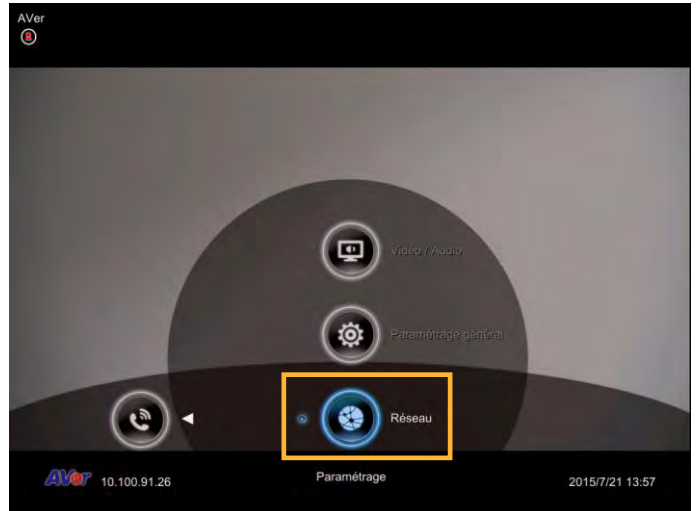 AVer
Vidéo / Audio
Paramétrage général
Réseau
AVer 10.100.91.26
Paramétrage
2015/7/21 13:57